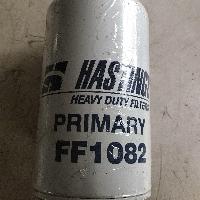 HASTINGS
HEAVY DUTY FILTERS
PRIMARY
FF1082